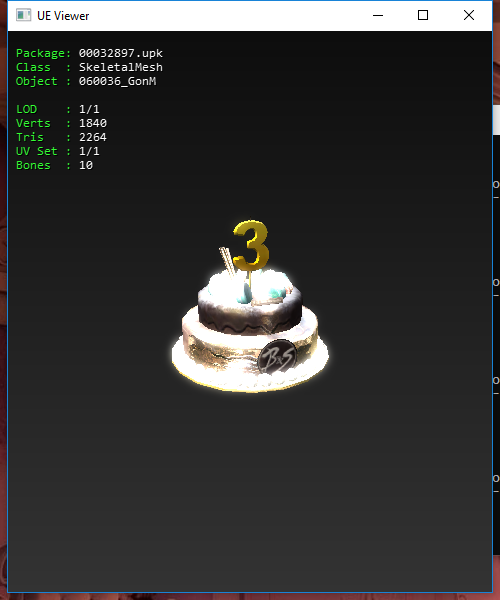 UE Viewer
Package: 00032897.upk
Class  : SkeletalMesh
Object : 060036_GonM
LOD    : 1/1
Verts  : 1840
Tris   : 2264
UV Set : 1/1
Bones  : 10
3
B&S